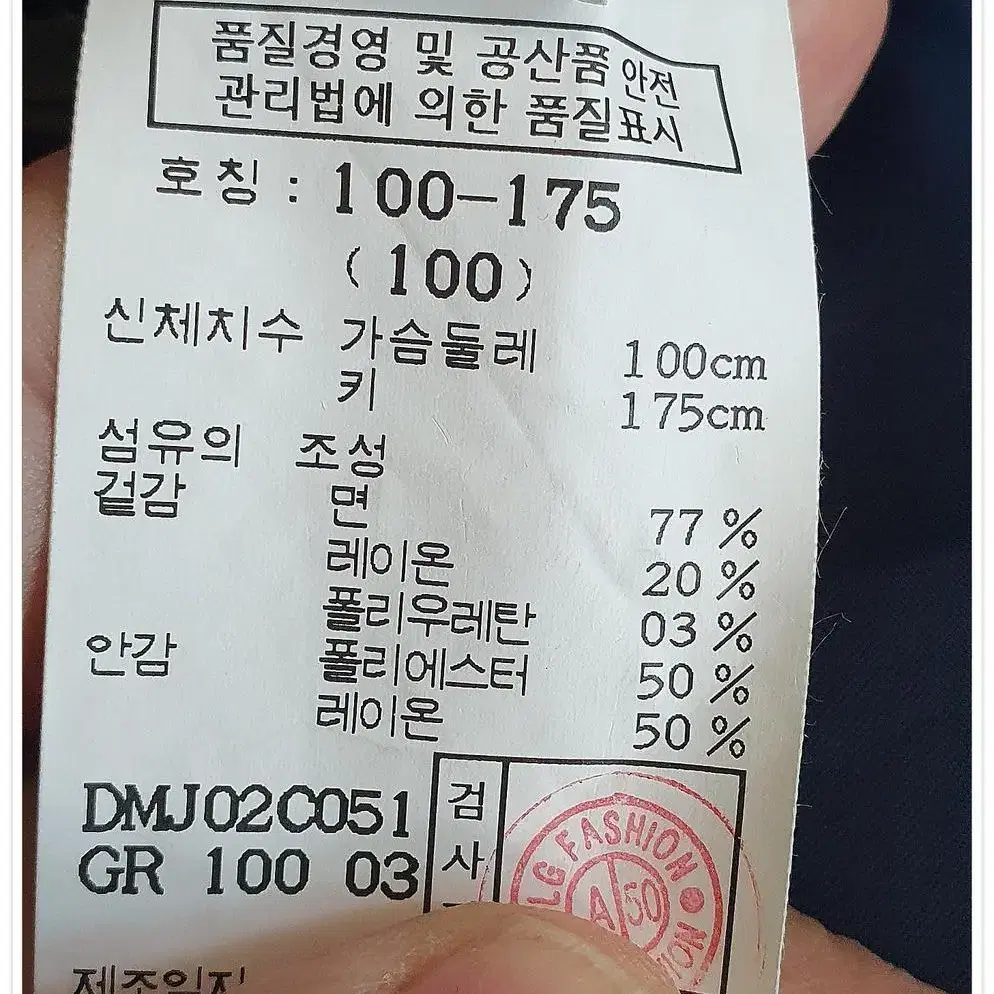 품질경영 및 공산품 안전
관리법에 의한 품질표시
호칭 : 100-175
(100)
신체치수 가슴둘레 100cm
키 175cm
섬유의 조성
겉감 면 77 %
레이온 20 %
폴리우레탄 03 %
안감 폴리에스터 50 %
레이온 50 %
DMJ02C051
GR 100 03
검
사
LG FASHION
A/50
제조일자